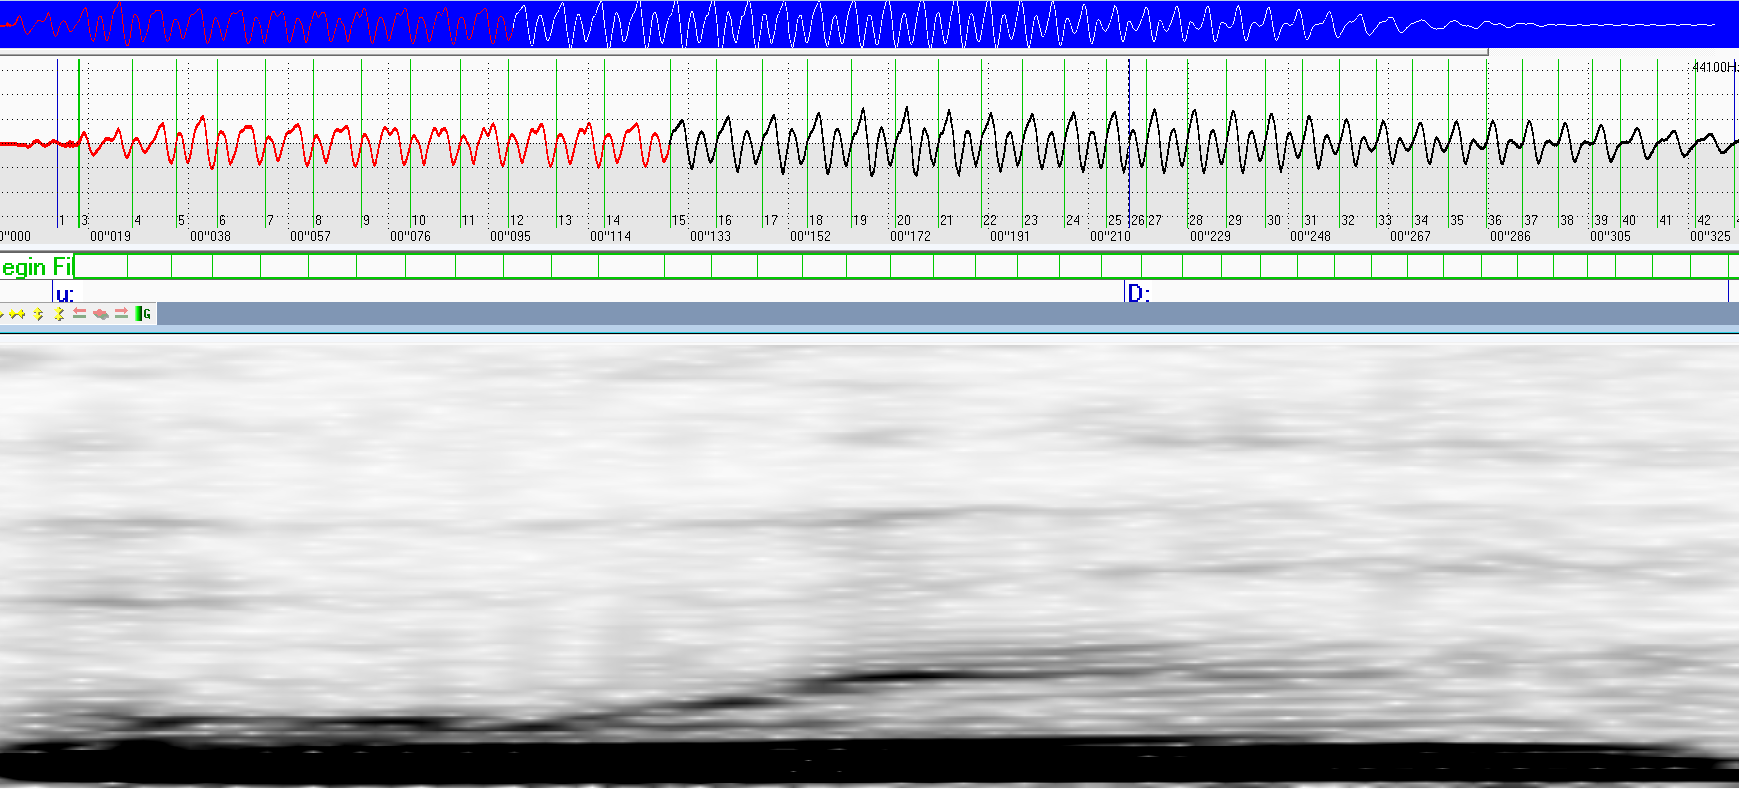 44100H
1 3 4 5 6 7 8 9 10 11 12 13 14 15 16 17 18 19 20 21 22 23 24 25 26 27 28 29 30 31 32 33 34 35 36 37 38 39 40 41 42
0"000 00"019 00"038 00"057 00"076 00"095 00"114 00"133 00"152 00"172 00"191 00"210 00"229 00"248 00"267 00"286 00"305 00"325
egin Fil
u: D:
G